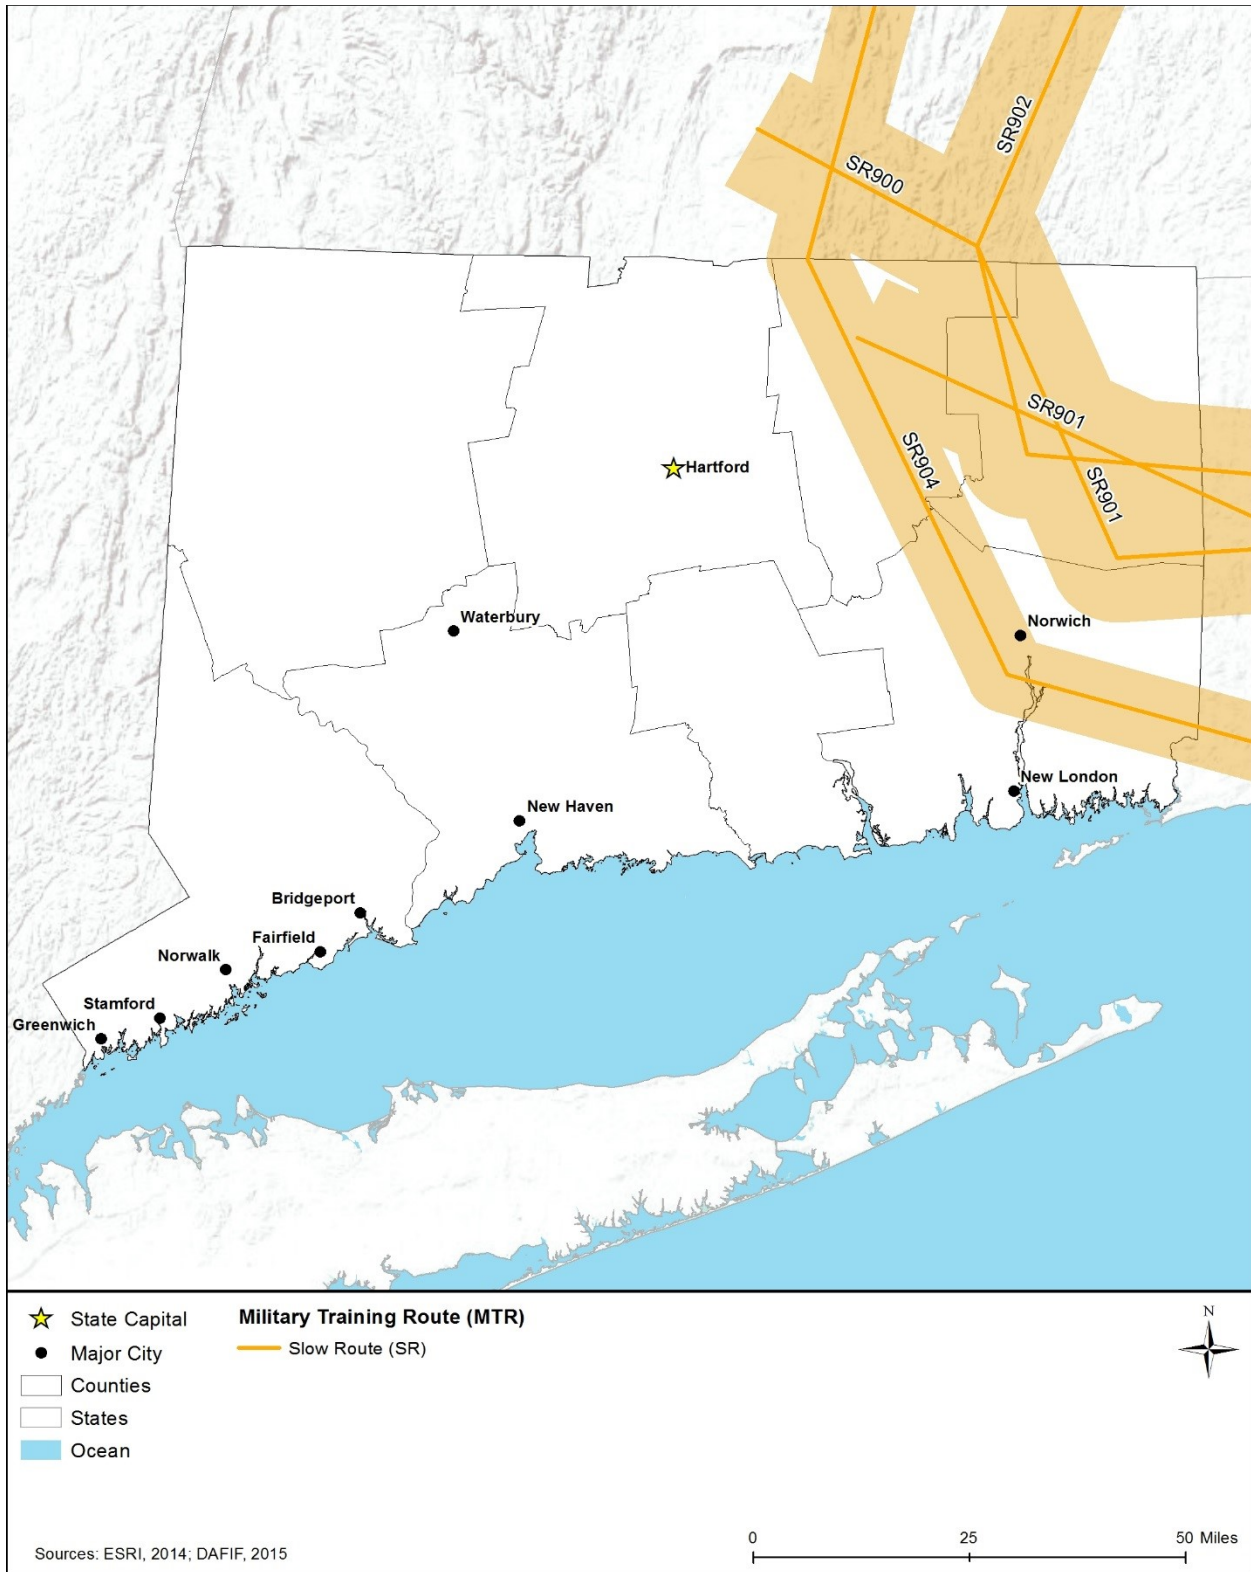 SR902
SR900
SR901
SR904
SR901
Hartford
Waterbury
Norwich
New London
New Haven
Bridgeport
Fairfield
Norwalk
Stamford
Greenwich
State Capital
Major City
Counties
States
Ocean
Military Training Route (MTR)
Slow Route (SR)
N
Sources: ESRI, 2014; DAFIF, 2015
0 25 50 Miles